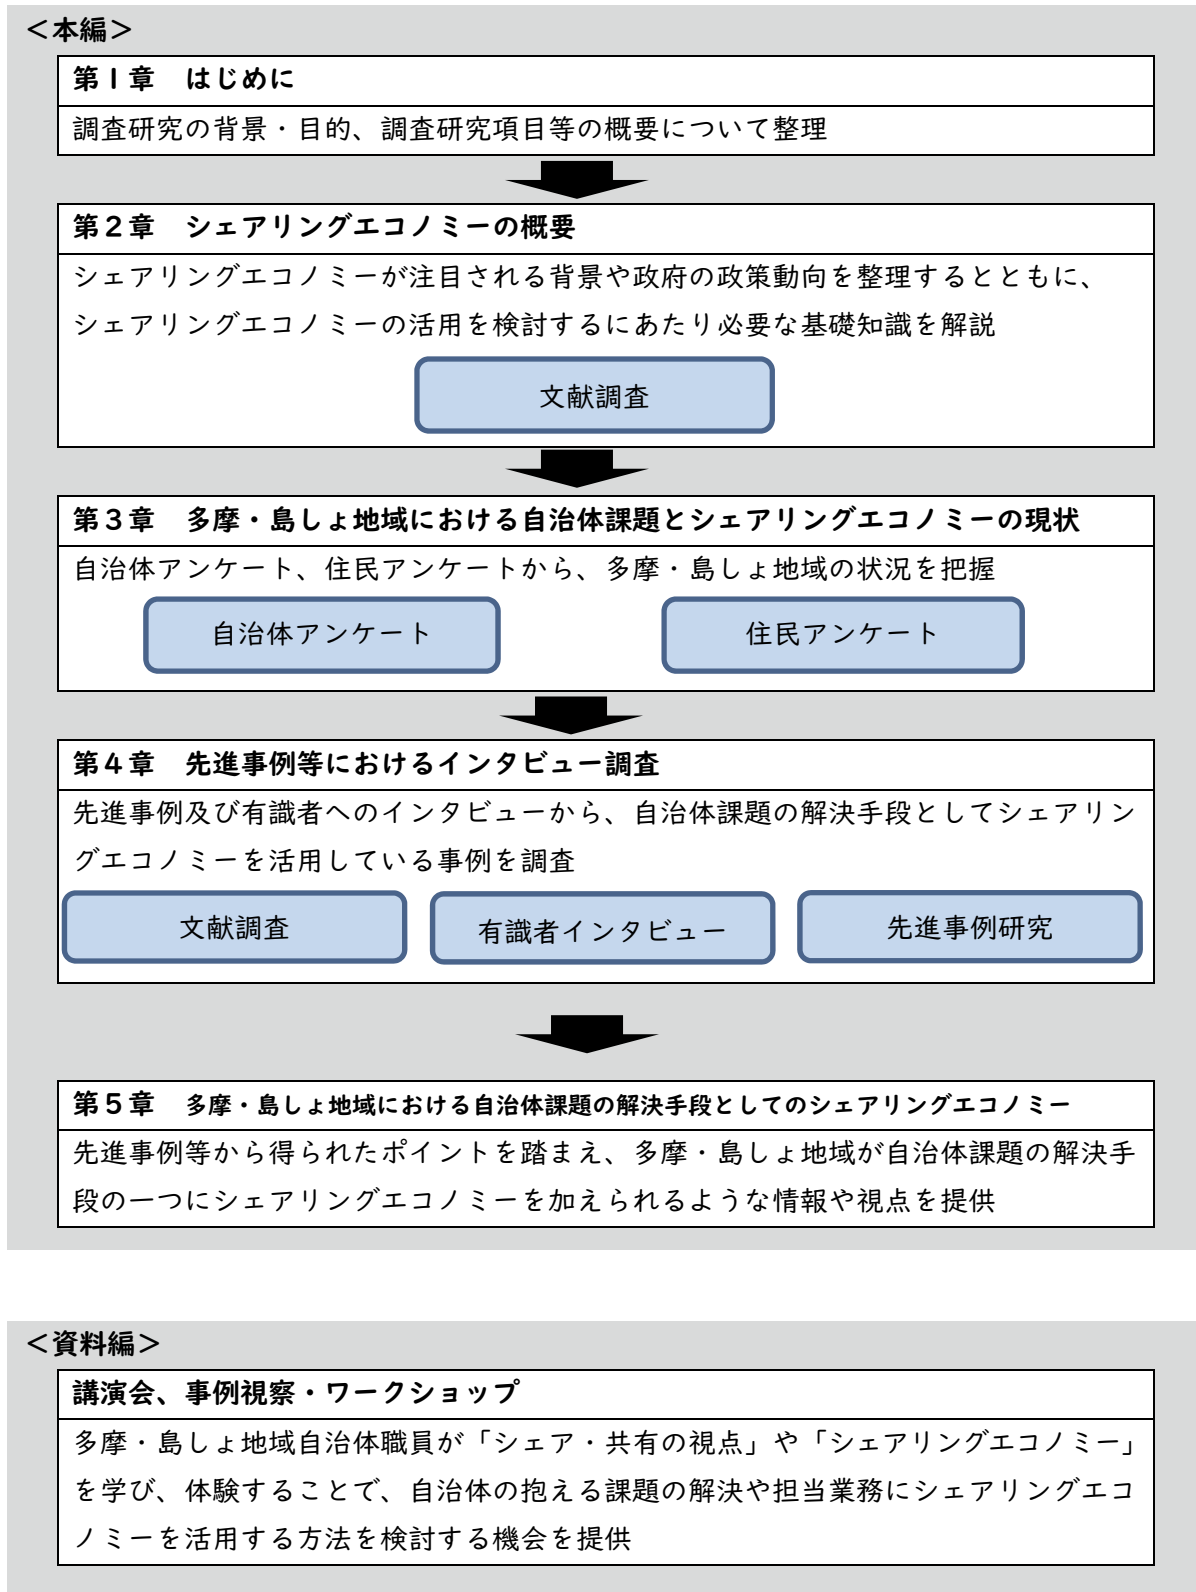 ＜本編＞
第1章　はじめに
調査研究の背景・目的、調査研究項目等の概要について整理
第２章　シェアリングエコノミーの概要
シェアリングエコノミーが注目される背景や政府の政策動向を整理するとともに、
シェアリングエコノミーの活用を検討するにあたり必要な基礎知識を解説
文献調査
第３章　多摩・島しょ地域における自治体課題とシェアリングエコノミーの現状
自治体アンケート、住民アンケートから、多摩・島しょ地域の状況を把握
自治体アンケート
住民アンケート
第４章　先進事例等におけるインタビュー調査
先進事例及び有識者へのインタビューから、自治体課題の解決手段としてシェアリン
グエコノミーを活用している事例を調査
文献調査
有識者インタビュー
先進事例研究
第５章　多摩・島しょ地域における自治体課題の解決手段としてのシェアリングエコノミー
先進事例等から得られたポイントを踏まえ、多摩・島しょ地域が自治体課題の解決手
段の一つにシェアリングエコノミーを加えられるような情報や視点を提供
＜資料編＞
講演会、事例視察・ワークショップ
多摩・島しょ地域自治体職員が「シェア・共有の視点」や「シェアリングエコノミー」
を学び、体験することで、自治体の抱える課題の解決や担当業務にシェアリングエコ
ノミーを活用する方法を検討する機会を提供